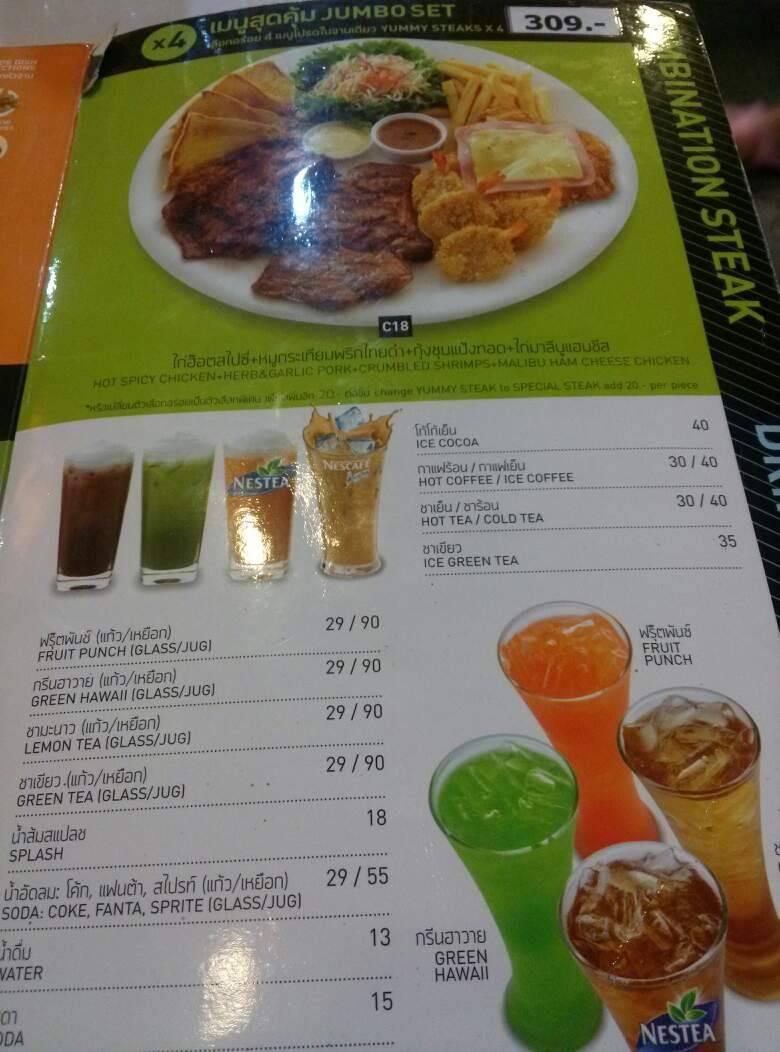 x4
เมนูสุดคุ้ม JUMBO SET
309.-
เลือกอร่อย 4 เมนูโปรดในจานเดียว YUMMY STEAKS X 4
MBINATION STEAK
C18
ไก่ฮ็อตสไปซี่+หมูกระเทียมพริกไทยดำ+กุ้งชุบแป้งทอด+ไก่มาลิบูแฮมชีส
HOT SPICY CHICKEN+HERB&GARLIC PORK+CRUMBLED SHRIMPS+MALIBU HAM CHEESE CHICKEN
20.- ต่อชิ้น change YUMMY STEAK to SPECIAL STEAK add 20.- per piece
NESTEA
NESCAFÉ
โกโก้เย็น 40
ICE COCOA
กาแฟร้อน / กาแฟเย็น 30 / 40
HOT COFFEE / ICE COFFEE
ชาเย็น / ชาร้อน 30 / 40
HOT TEA / COLD TEA
ชาเขียว 35
ICE GREEN TEA
ฟรุ๊ตพันช์ (แก้ว/เหยือก) 29 / 90
FRUIT PUNCH (GLASS/JUG)
กรีนฮาวาย (แก้ว/เหยือก) 29 / 90
GREEN HAWAII (GLASS/JUG)
ชามะนาว (แก้ว/เหยือก) 29 / 90
LEMON TEA (GLASS/JUG)
ชาเขียว.(แก้ว/เหยือก) 29 / 90
GREEN TEA (GLASS/JUG)
น้ำส้มสแปลช 18
SPLASH
น้ำอัดลม: โค้ก, แฟนต้า, สไปรท์ (แก้ว/เหยือก) 29 / 55
SODA: COKE, FANTA, SPRITE (GLASS/JUG)
น้ำดื่ม 13
WATER
15
ODA
ฟรุ๊ตพันช์
FRUIT
PUNCH
กรีนฮาวาย
GREEN
HAWAII
NESTEA